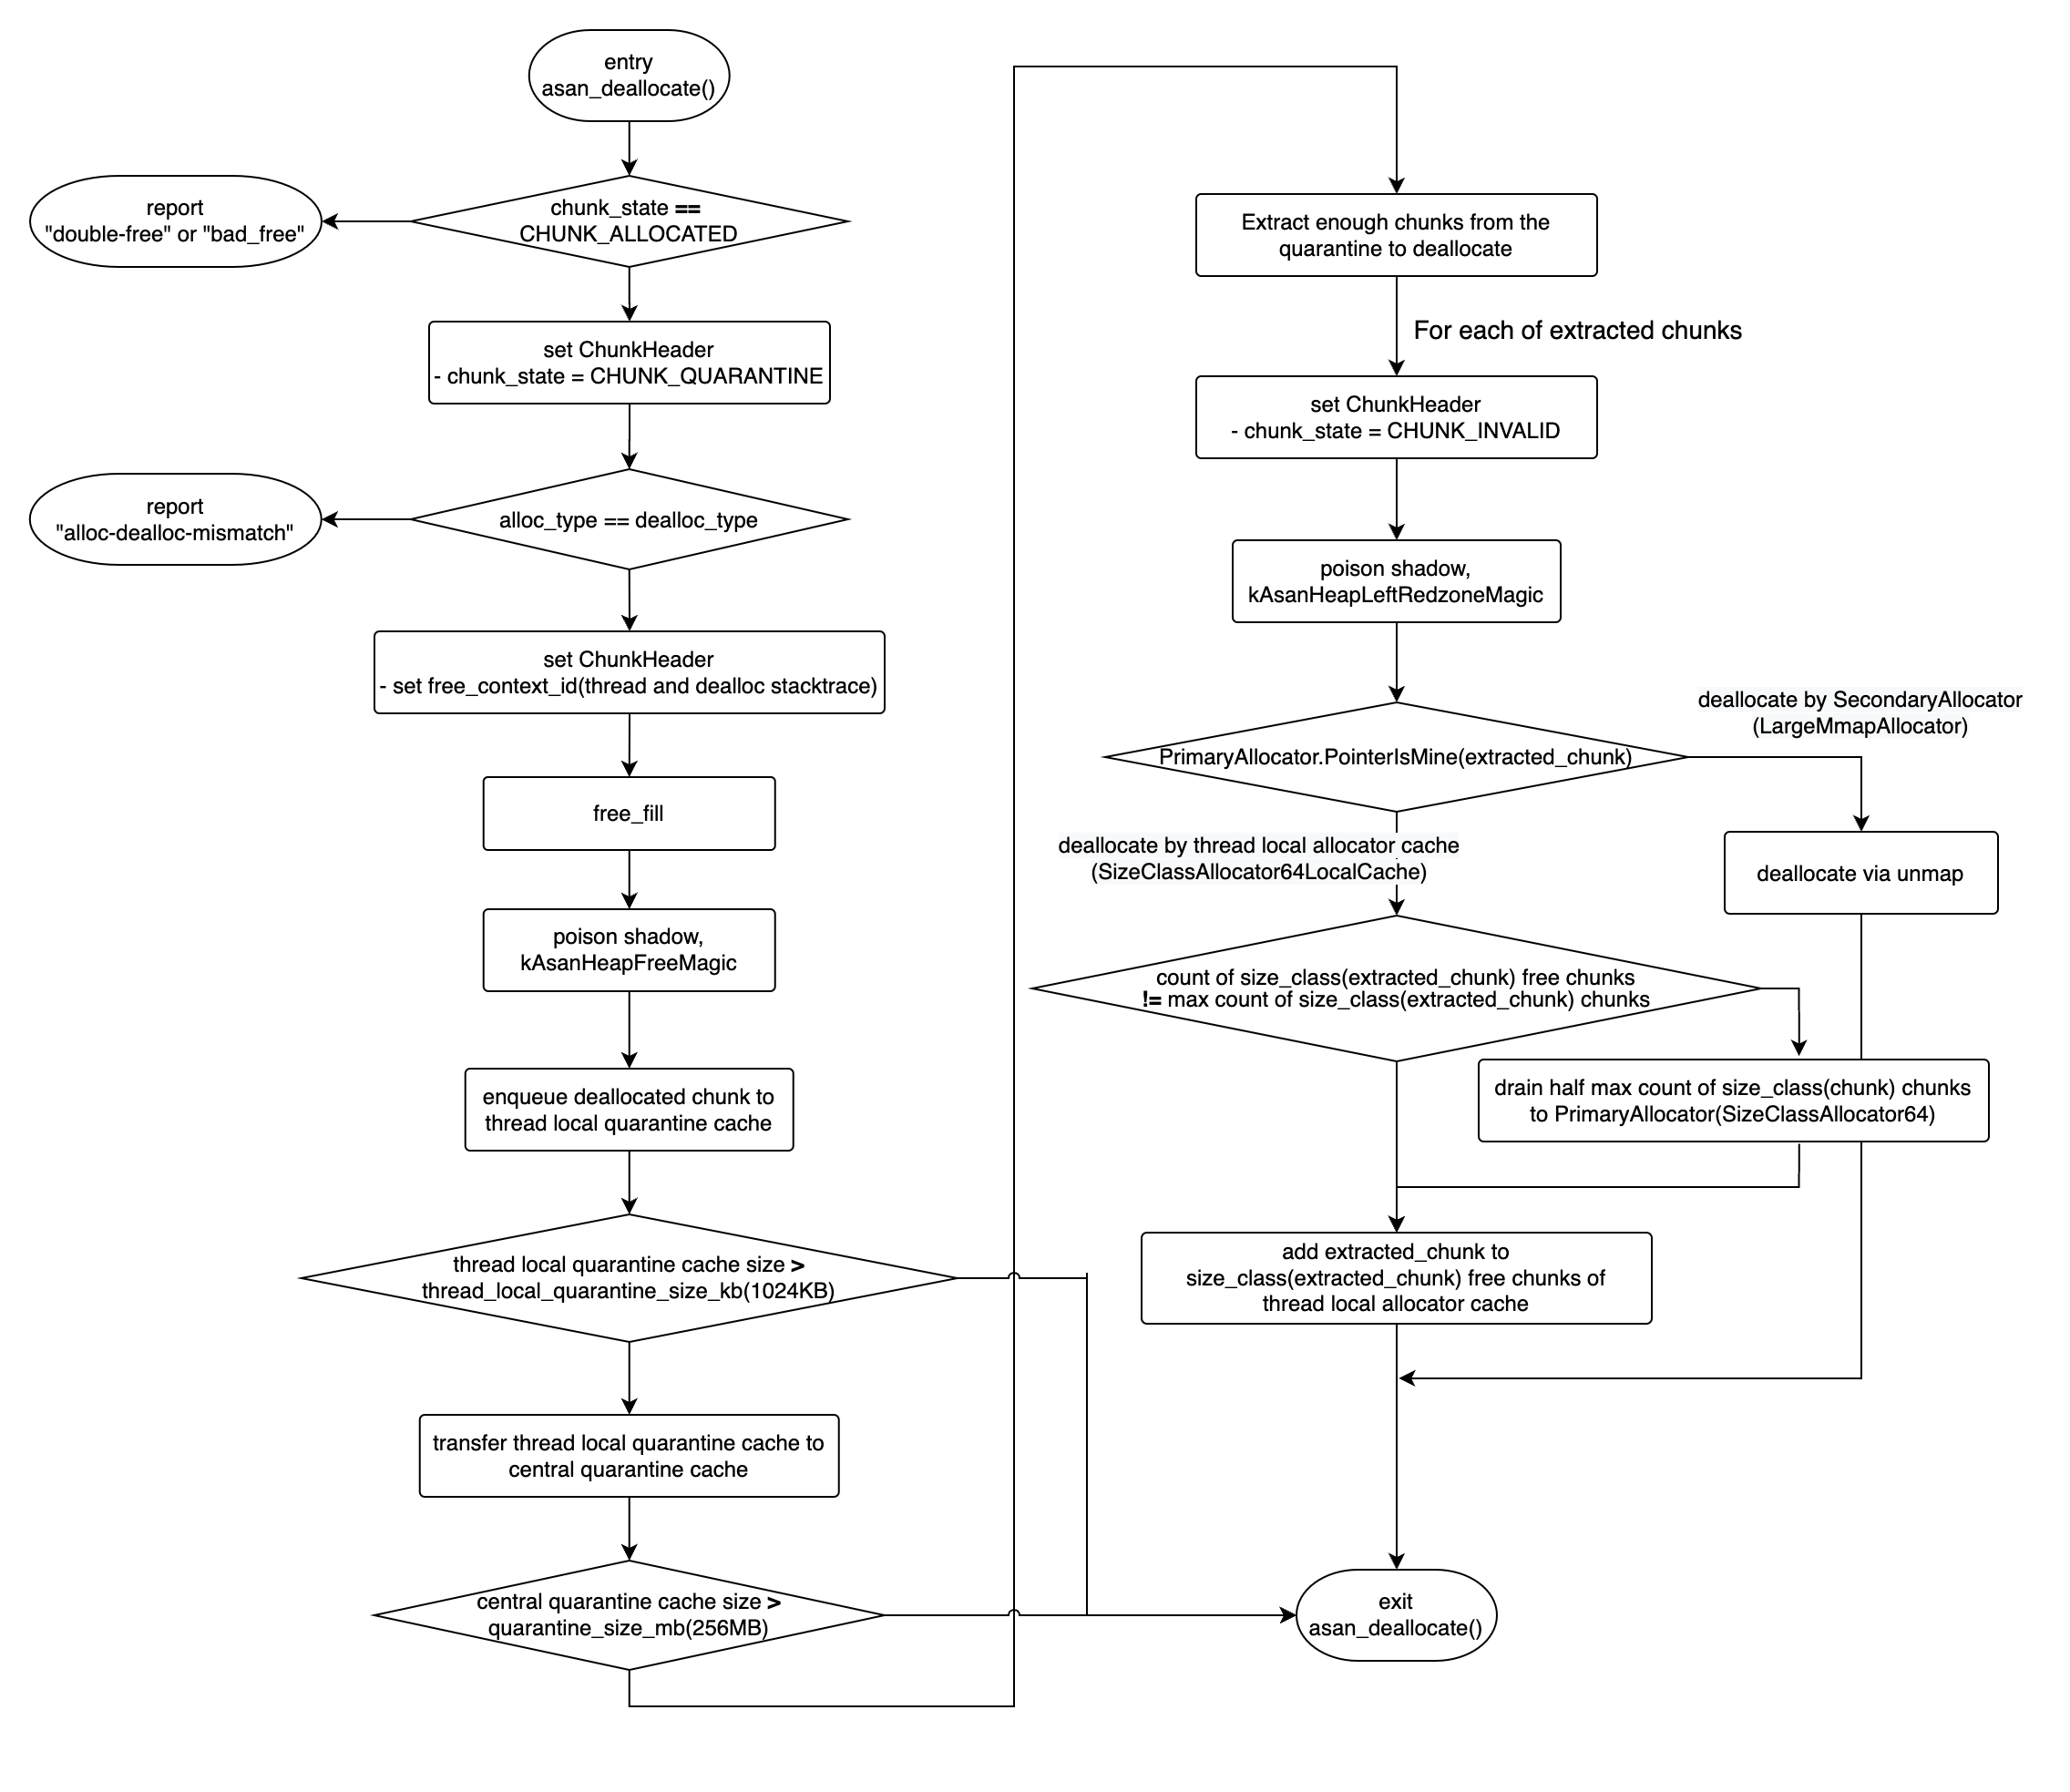 entry
asan_deallocate()
chunk_state ==
CHUNK_ALLOCATED
report
"double-free" or "bad_free"
set ChunkHeader
- chunk_state = CHUNK_QUARANTINE
alloc_type == dealloc_type
report
"alloc-dealloc-mismatch"
set ChunkHeader
- set free_context_id(thread and dealloc stacktrace)
free_fill
poison shadow,
kAsanHeapFreeMagic
enqueue deallocated chunk to
thread local quarantine cache
thread local quarantine cache size >
thread_local_quarantine_size_kb(1024KB)
transfer thread local quarantine cache to
central quarantine cache
central quarantine cache size >
quarantine_size_mb(256MB)
Extract enough chunks from the
quarantine to deallocate
For each of extracted chunks
set ChunkHeader
- chunk_state = CHUNK_INVALID
poison shadow,
kAsanHeapLeftRedzoneMagic
PrimaryAllocator.PointerIsMine(extracted_chunk)
deallocate by SecondaryAllocator
(LargeMmapAllocator)
deallocate via unmap
deallocate by thread local allocator cache
(SizeClassAllocator64LocalCache)
count of size_class(extracted_chunk) free chunks
!= max count of size_class(extracted_chunk) chunks
drain half max count of size_class(chunk) chunks
to PrimaryAllocator(SizeClassAllocator64)
add extracted_chunk to
size_class(extracted_chunk) free chunks of
thread local allocator cache
exit
asan_deallocate()